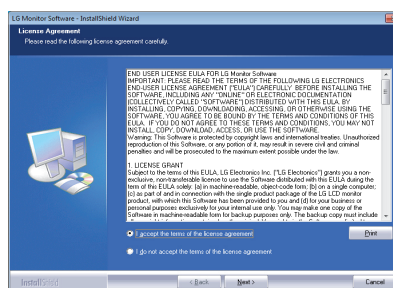 LG Monitor Software - InstallShield Wizard
License Agreement
Please read the following license agreement carefully.
END USER LICENSE EULA FOR LG Monitor Software
IMPORTANT: PLEASE READ THE TERMS OF THE FOLLOWING LG ELECTRONICS
END-USER LICENSE AGREEMENT ("EULA") CAREFULLY BEFORE INSTALLING THE
SOFTWARE, INCLUDING ANY "ONLINE" OR ELECTRONIC DOCUMENTATION
(COLLECTIVELY CALLED "SOFTWARE") DISTRIBUTED WITH THIS EULA. BY
INSTALLING, COPYING, DOWNLOADING, ACCESSING, OR OTHERWISE USING THE
SOFTWARE, YOU AGREE TO BE BOUND BY THE TERMS AND CONDITIONS OF THIS
EULA. IF YOU DO NOT AGREE TO THESE TERMS AND CONDITIONS, YOU MAY NOT
INSTALL, COPY, DOWNLOAD, ACCESS, OR USE THE SOFTWARE.
Warning: This Software is protected by copyright laws and international treaties. Unauthorized
reproduction of this Software, or any portion of it, may result in severe civil and criminal
penalties and will be prosecuted to the maximum extent possible under the law.
1. LICENSE GRANT
Subject to the terms of this EULA, LG Electronics Inc. ("LG Electronics") grants you a non-
exclusive, non-transferable license to use the Software distributed with this EULA during the
term of this EULA solely: (a) in machine-readable, object-code form; (b) on a single computer;
(c) as part of and in connection with the single product package of the LG LCD monitor
product, with which this Software has been provided to you and (d) for your business or
personal purposes exclusively for your internal use only. You may make one copy of the
Software in machine-readable form for backup purposes only. The backup copy must include
I accept the terms of the license agreement
Print
I do not accept the terms of the license agreement
InstallShield
< Back
Next >
Cancel